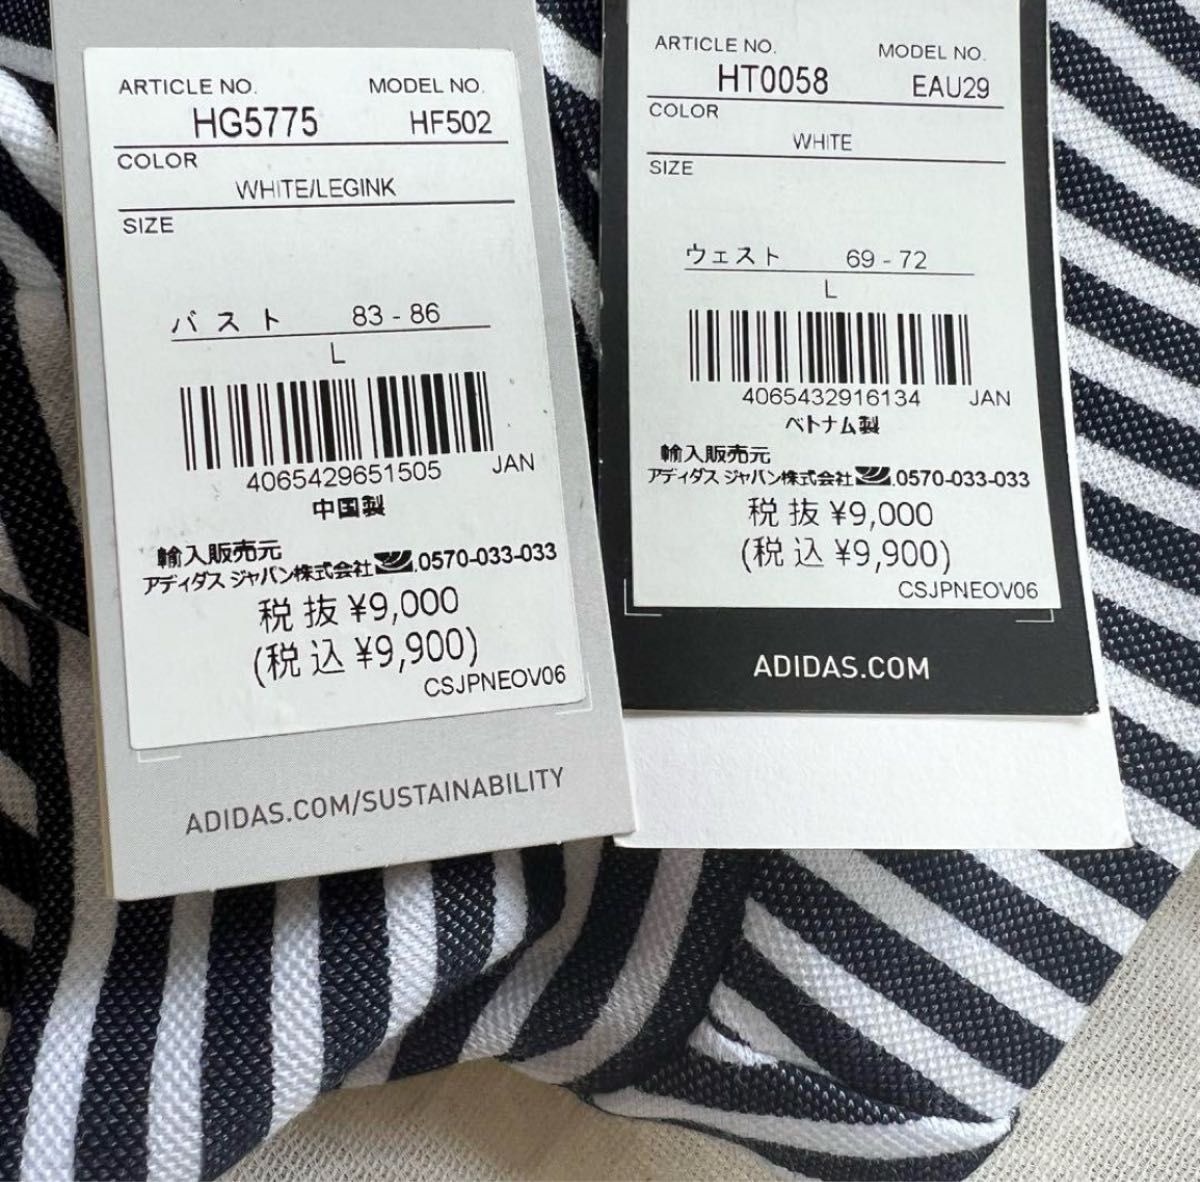 ARTICLE NO. MODEL NO.
HG5775 HF502
COLOR
WHITE/LEGINK
SIZE
バスト 83 - 86
L
4065429651505 JAN
中国製
輸入販売元
アディダス ジャパン株式会社 0570-033-033
税抜 ¥9,000
(税込 ¥9,900)
CSJPNEOV06
ADIDAS.COM/SUSTAINABILITY
ARTICLE NO. MODEL NO.
HT0058 EAU29
COLOR
WHITE
SIZE
ウェスト 69 - 72
L
4065432916134 JAN
ベトナム製
輸入販売元
アディダス ジャパン株式会社 0570-033-033
税抜 ¥9,000
(税込 ¥9,900)
CSJPNEOV06
ADIDAS.COM